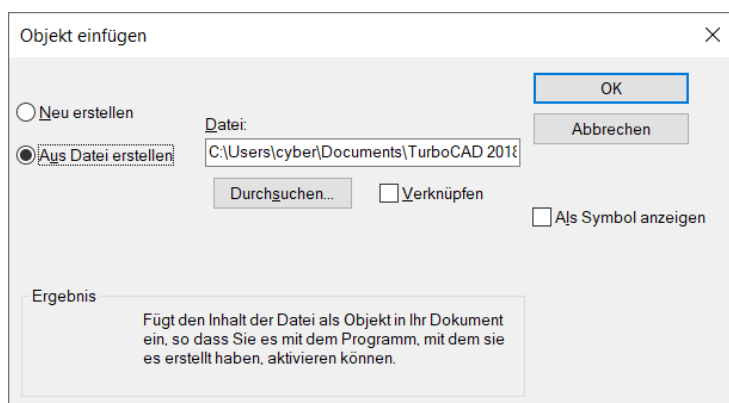 Objekt einfügen
OK
Neu erstellen
Datei:
Abbrechen
Aus Datei erstellen
C:\Users\cyber\Documents\TurboCAD 2018
Durchsuchen...
Verknüpfen
Als Symbol anzeigen
Ergebnis
Fügt den Inhalt der Datei als Objekt in Ihr Dokument
ein, so dass Sie es mit dem Programm, mit dem sie
es erstellt haben, aktivieren können.